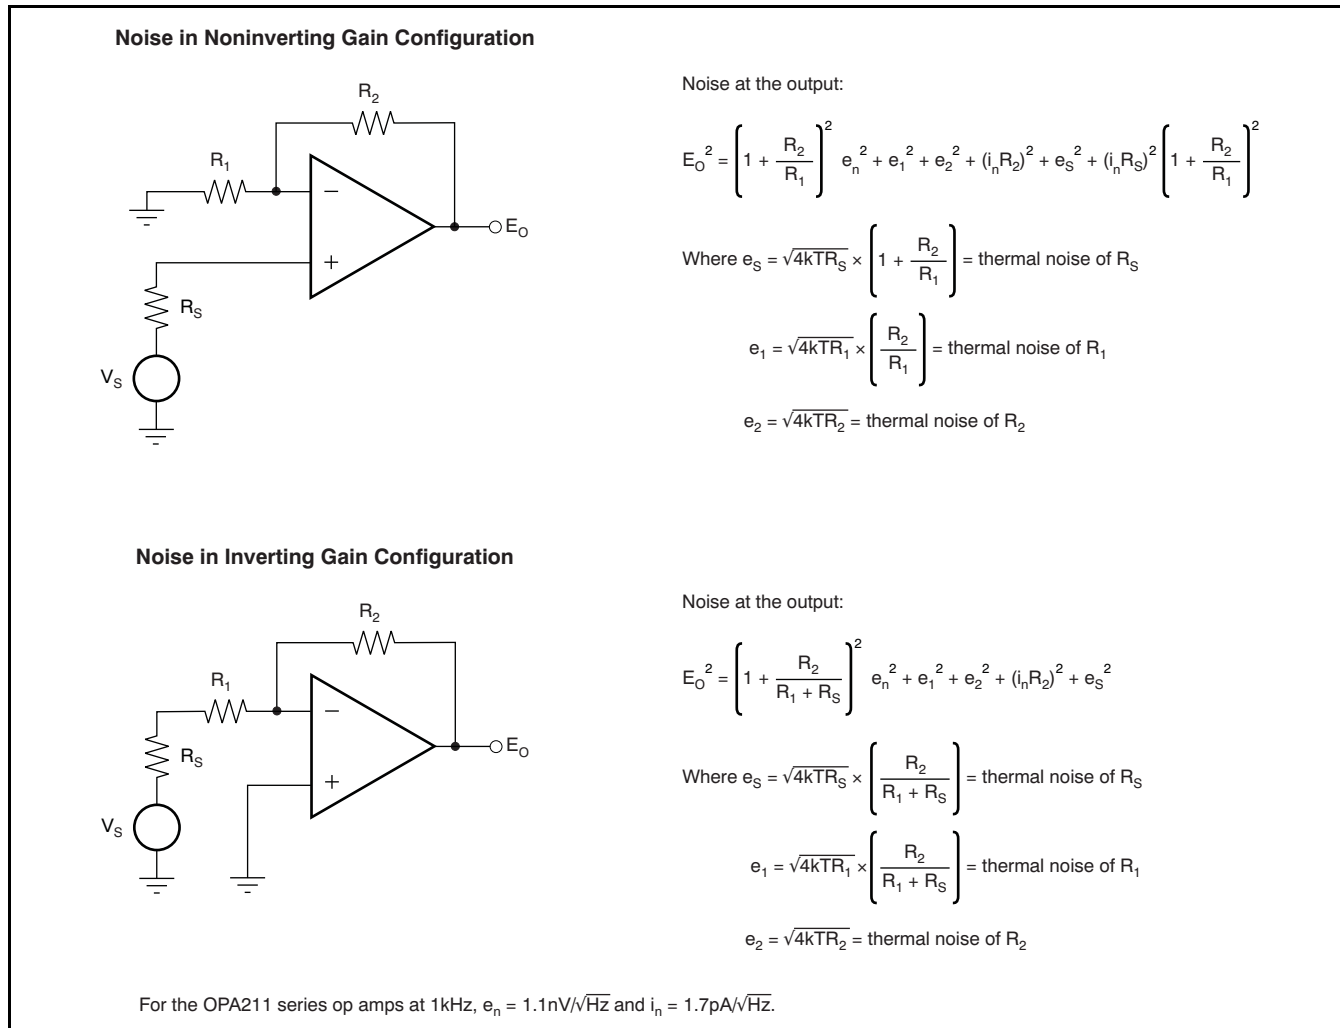 Noise in Noninverting Gain Configuration
R2
R1
−
+
EO
RS
VS
Noise at the output:
EO² = (1 + R2/R1)² en² + e1² + e2² + (inR2)² + eS² + (inRS)² (1 + R2/R1)²
Where eS = √4kTRS × (1 + R2/R1) = thermal noise of RS
e1 = √4kTR1 × (R2/R1) = thermal noise of R1
e2 = √4kTR2 = thermal noise of R2
Noise in Inverting Gain Configuration
R2
R1
−
+
EO
RS
VS
Noise at the output:
EO² = (1 + R2/(R1 + RS))² en² + e1² + e2² + (inR2)² + eS²
Where eS = √4kTRS × (R2/(R1 + RS)) = thermal noise of RS
e1 = √4kTR1 × (R2/(R1 + RS)) = thermal noise of R1
e2 = √4kTR2 = thermal noise of R2
For the OPA211 series op amps at 1kHz, en = 1.1nV/√Hz and in = 1.7pA/√Hz.